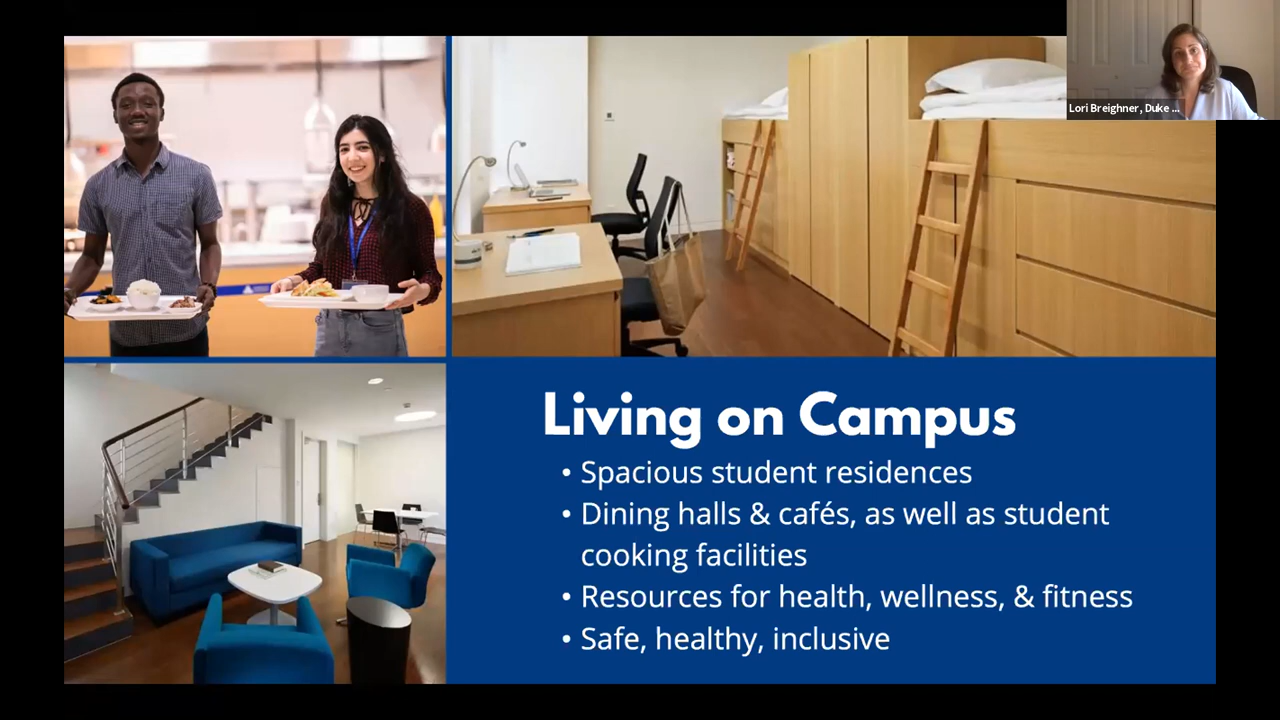 Lori Breighner, Duke ...
Living on Campus
• Spacious student residences
• Dining halls & cafés, as well as student
cooking facilities
• Resources for health, wellness, & fitness
• Safe, healthy, inclusive